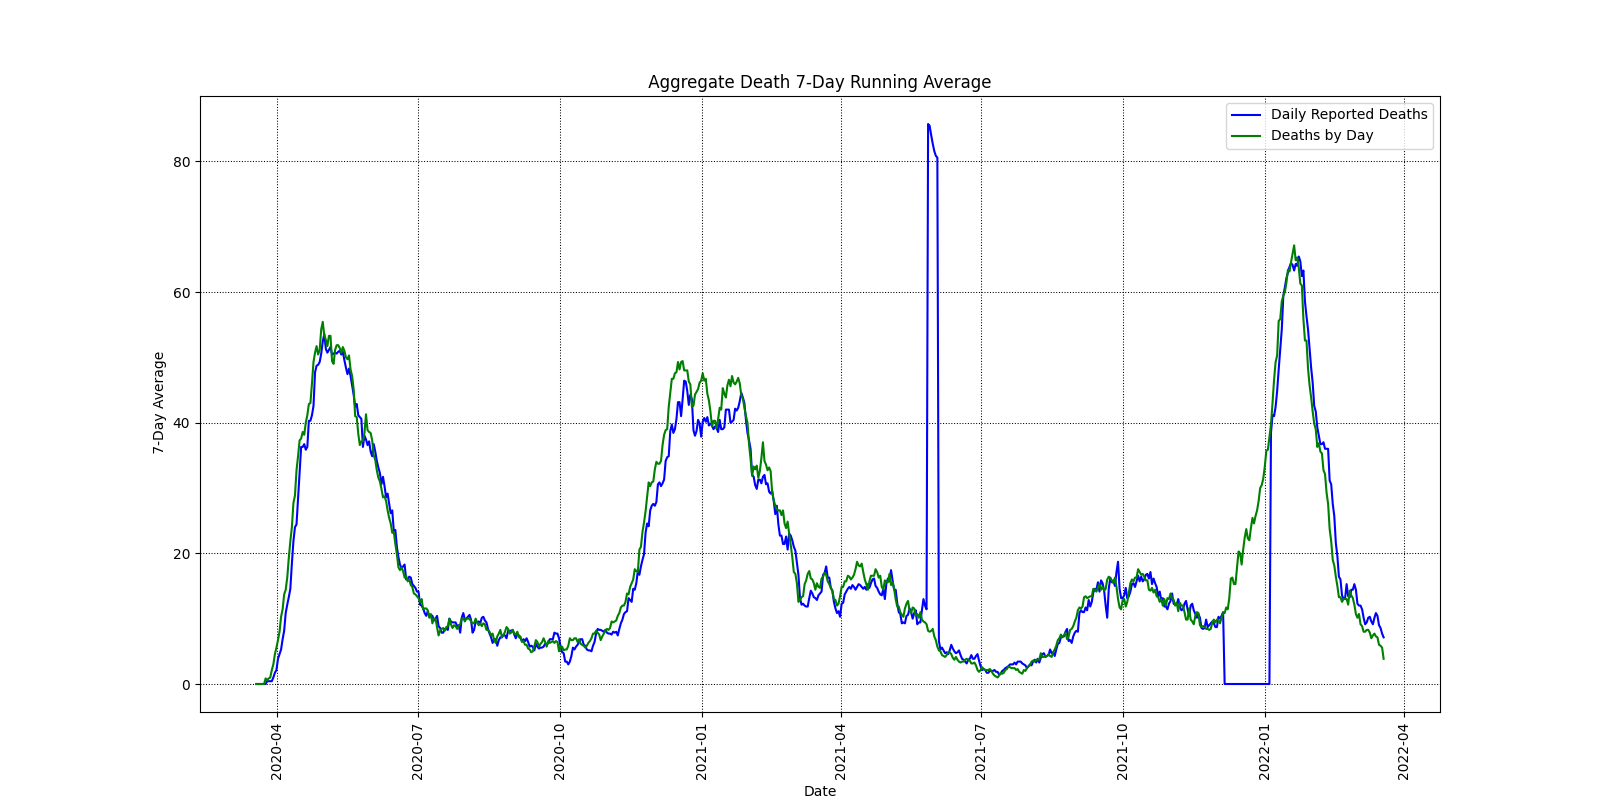 Aggregate Death 7-Day Running Average
Daily Reported Deaths
Deaths by Day
7-Day Average
80
60
40
20
0
2020-04
2020-07
2020-10
2021-01
2021-04
2021-07
2021-10
2022-01
2022-04
Date